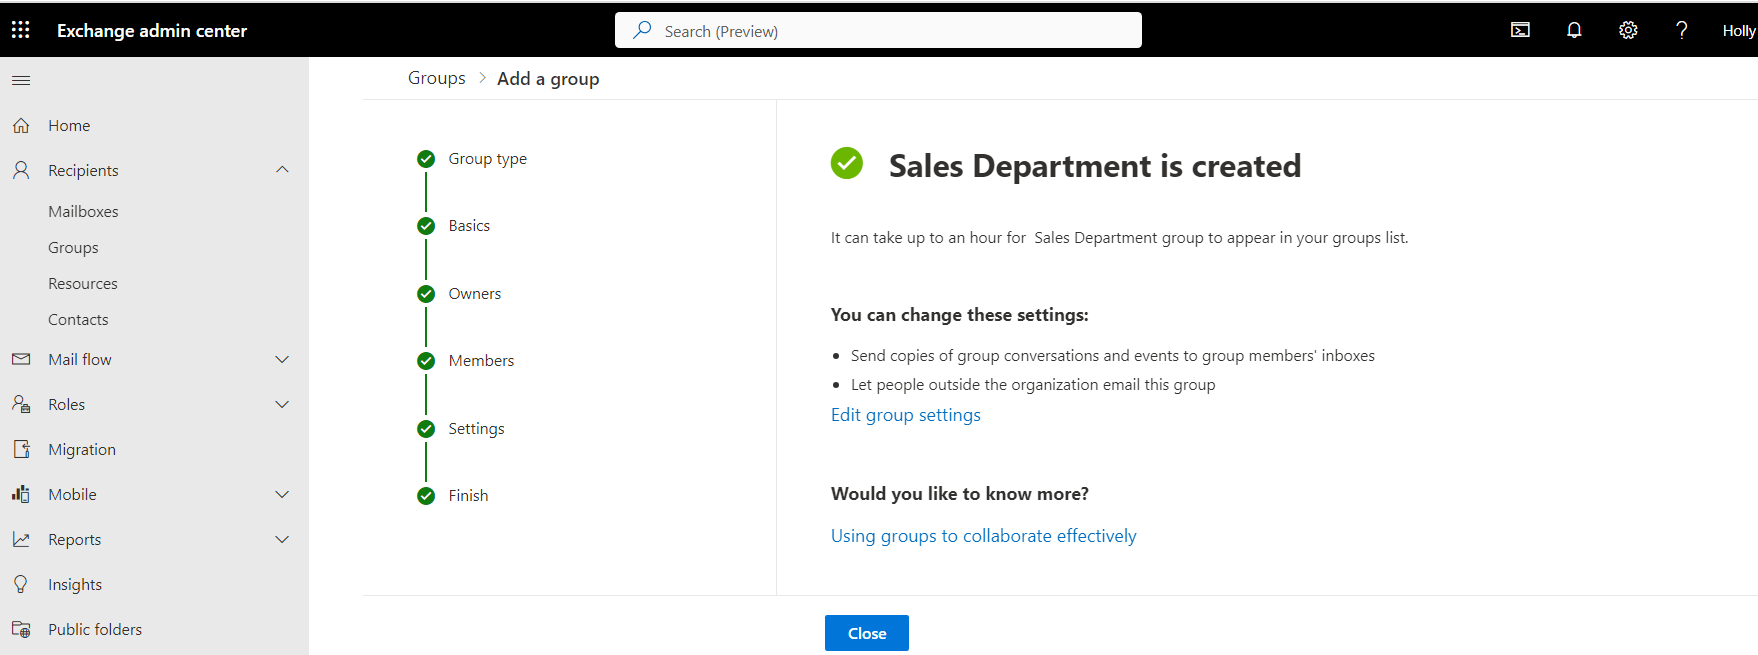 Exchange admin center
Search (Preview)
Holly
Home
Recipients
Mailboxes
Groups
Resources
Contacts
Mail flow
Roles
Migration
Mobile
Reports
Insights
Public folders
Groups > Add a group
Group type
Basics
Owners
Members
Settings
Finish
Sales Department is created
It can take up to an hour for  Sales Department group to appear in your groups list.
You can change these settings:
• Send copies of group conversations and events to group members' inboxes
• Let people outside the organization email this group
Edit group settings
Would you like to know more?
Using groups to collaborate effectively
Close